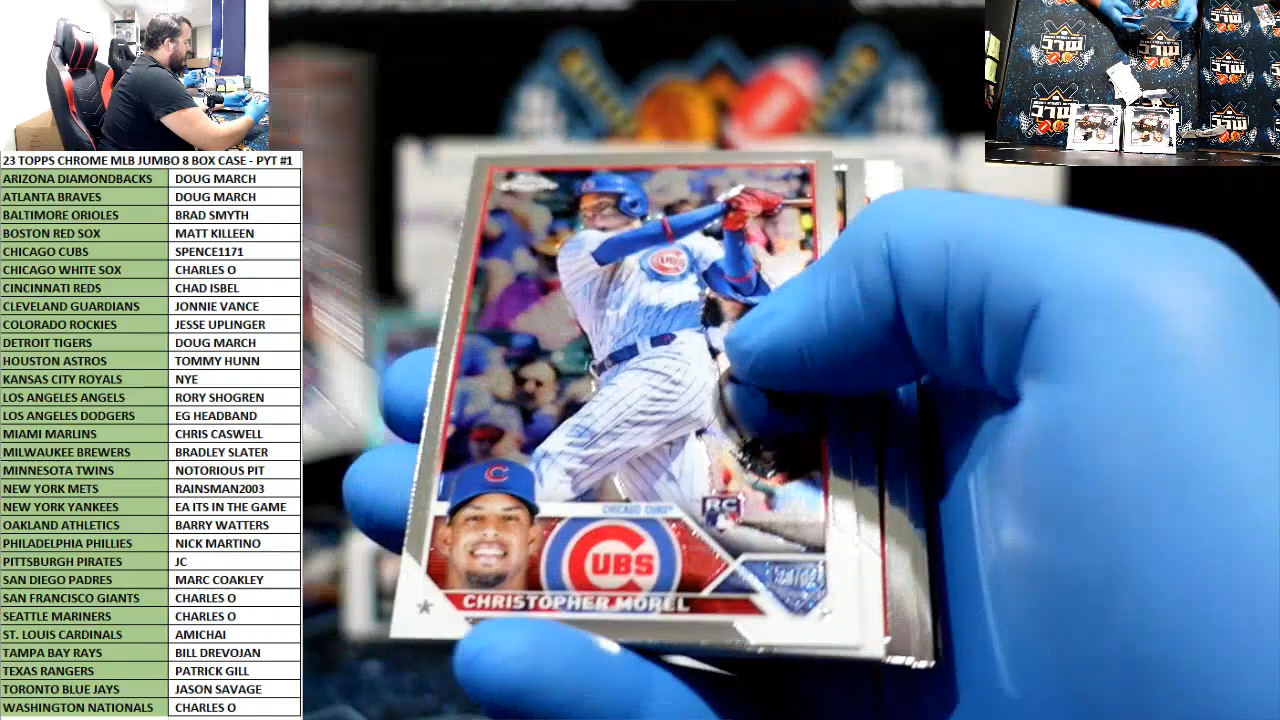 23 TOPPS CHROME MLB JUMBO 8 BOX CASE - PYT #1
ARIZONA DIAMONDBACKS DOUG MARCH
ATLANTA BRAVES DOUG MARCH
BALTIMORE ORIOLES BRAD SMYTH
BOSTON RED SOX MATT KILLEEN
CHICAGO CUBS SPENCE1171
CHICAGO WHITE SOX CHARLES O
CINCINNATI REDS CHAD ISBEL
CLEVELAND GUARDIANS JONNIE VANCE
COLORADO ROCKIES JESSE UPLINGER
DETROIT TIGERS DOUG MARCH
HOUSTON ASTROS TOMMY HUNN
KANSAS CITY ROYALS NYE
LOS ANGELES ANGELS RORY SHOGREN
LOS ANGELES DODGERS EG HEADBAND
MIAMI MARLINS CHRIS CASWELL
MILWAUKEE BREWERS BRADLEY SLATER
MINNESOTA TWINS NOTORIOUS PIT
NEW YORK METS RAINSMAN2003
NEW YORK YANKEES EA ITS IN THE GAME
OAKLAND ATHLETICS BARRY WATTERS
PHILADELPHIA PHILLIES NICK MARTINO
PITTSBURGH PIRATES JC
SAN DIEGO PADRES MARC COAKLEY
SAN FRANCISCO GIANTS CHARLES O
SEATTLE MARINERS CHARLES O
ST. LOUIS CARDINALS AMICHAI
TAMPA BAY RAYS BILL DREVOJAN
TEXAS RANGERS PATRICK GILL
TORONTO BLUE JAYS JASON SAVAGE
WASHINGTON NATIONALS CHARLES O
CUBS
RC
CHICAGO CUBS
C
CUBS
CHRISTOPHER MOREL